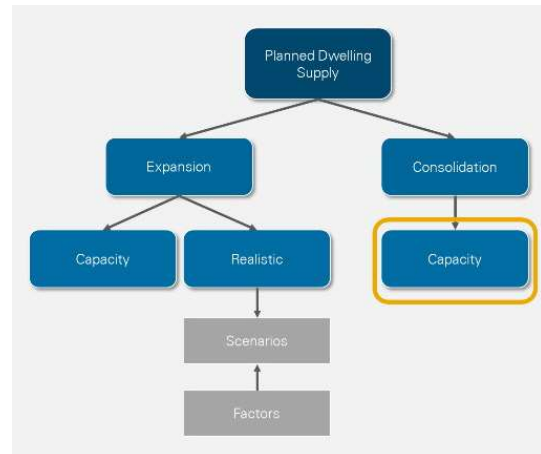 Planned Dwelling
Supply
Expansion
Consolidation
Capacity
Realistic
Capacity
Scenarios
Factors